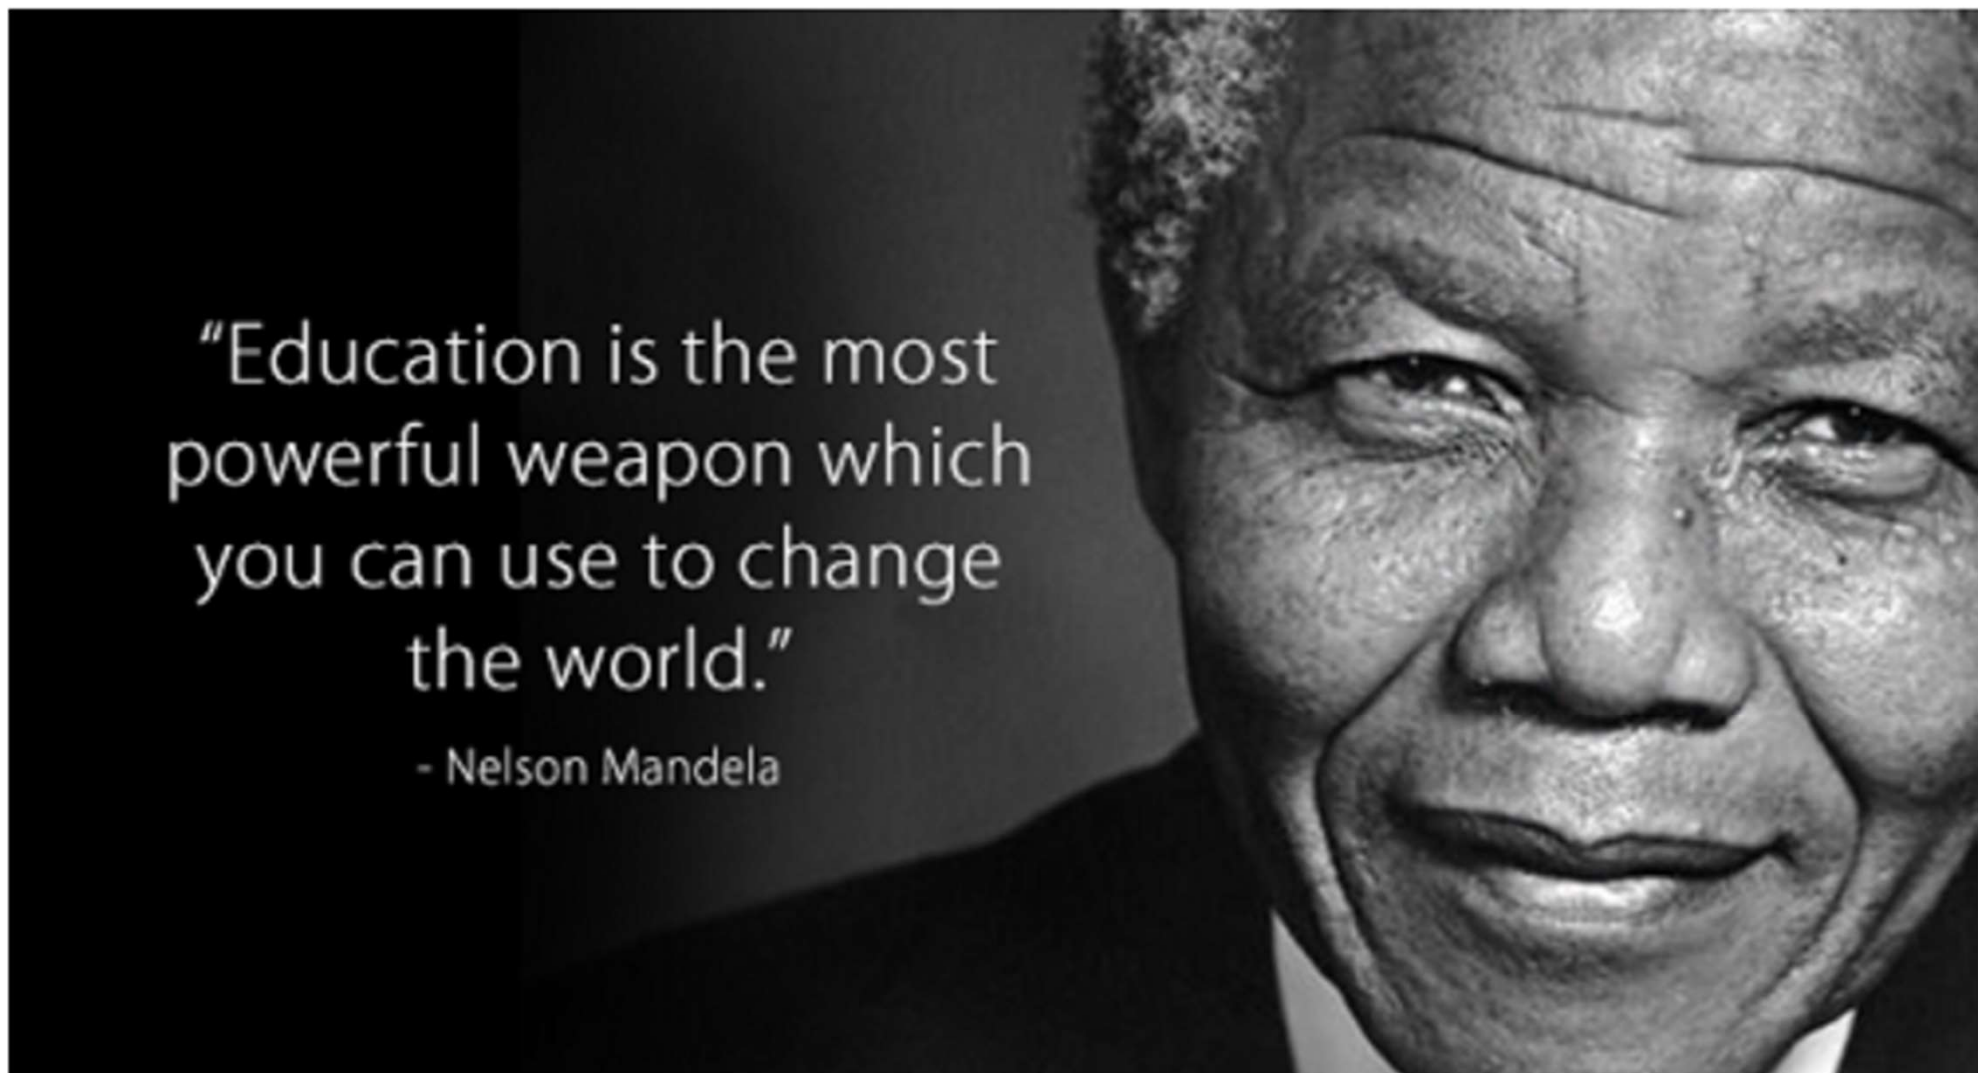 “Education is the most
powerful weapon which
you can use to change
the world.”
- Nelson Mandela